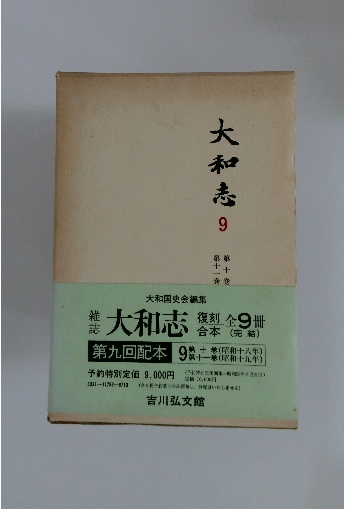 大和志
9
第十巻
第十一巻
大和国史会編集
雑誌 大和志 復刻合本 全9冊(完結)
第九回配本 9 第十巻(昭和十八年)
第十一巻(昭和十九年)
予約特別定価 9,000円
吉川弘文館